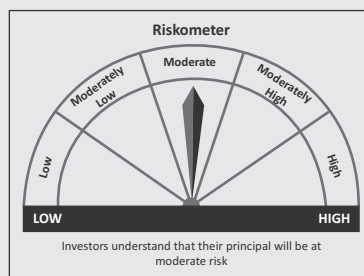 Riskometer
Low
Moderately
Low
Moderate
Moderately
High
High
LOW
HIGH
Investors understand that their principal will be at
moderate risk